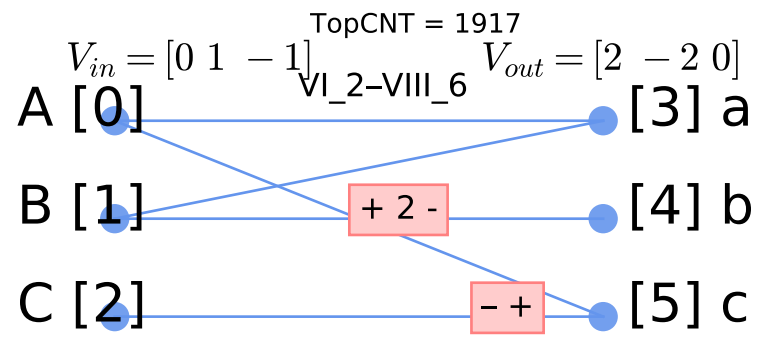 TopCNT = 1917
V_in = [0 1 −1]
V_out = [2 −2 0]
VI_2–VIII_6
A [0]
[3] a
B [1]
+ 2 -
[4] b
C [2]
– +
[5] c